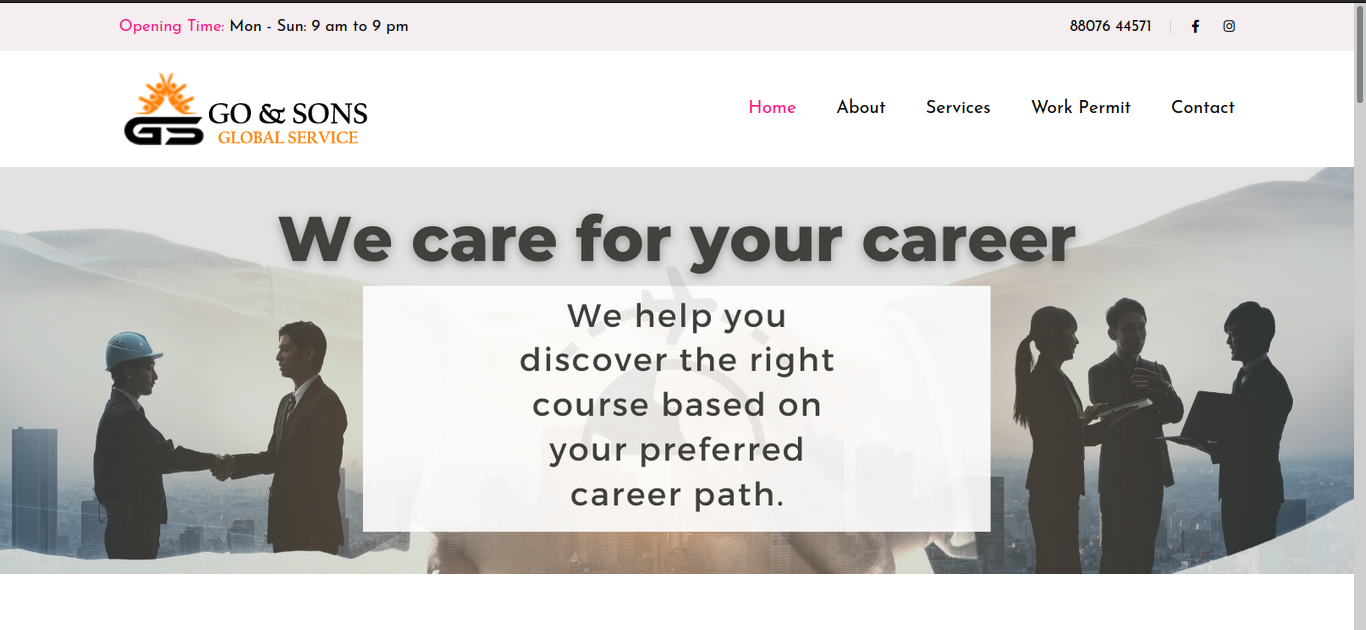 Opening Time: Mon - Sun: 9 am to 9 pm
88076 44571
GS
GO & SONS
GLOBAL SERVICE
Home
About
Services
Work Permit
Contact
We care for your career
We help you
discover the right
course based on
your preferred
career path.